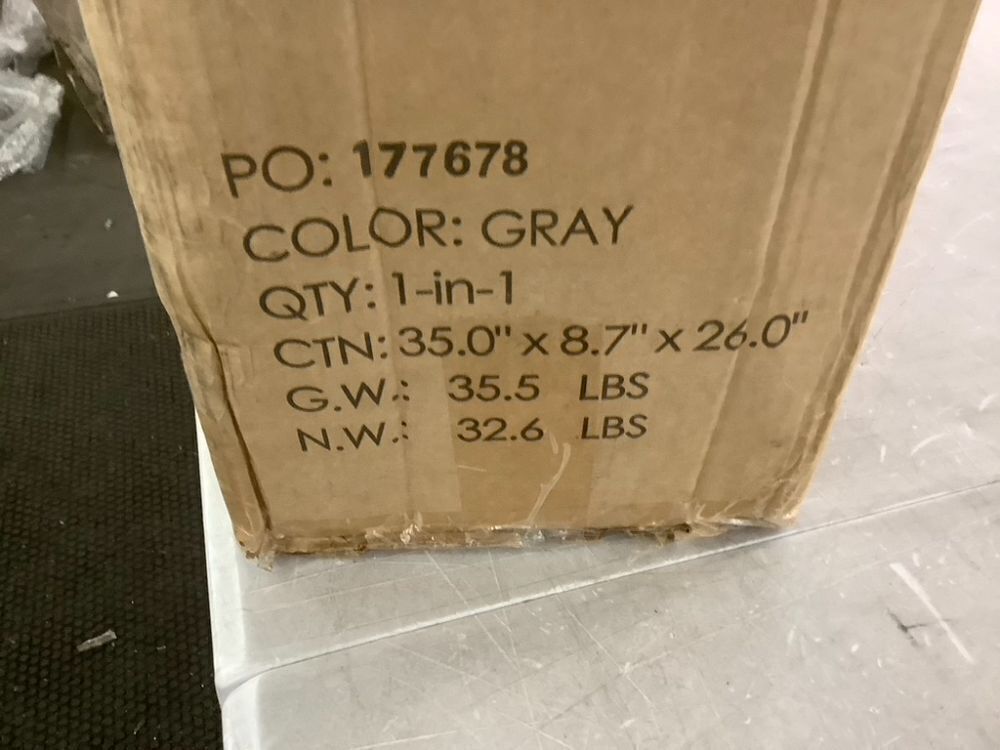 PO: 177678
COLOR: GRAY
QTY: 1-in-1
CTN: 35.0" x 8.7" x 26.0"
G.W.: 35.5 LBS
N.W.: 32.6 LBS